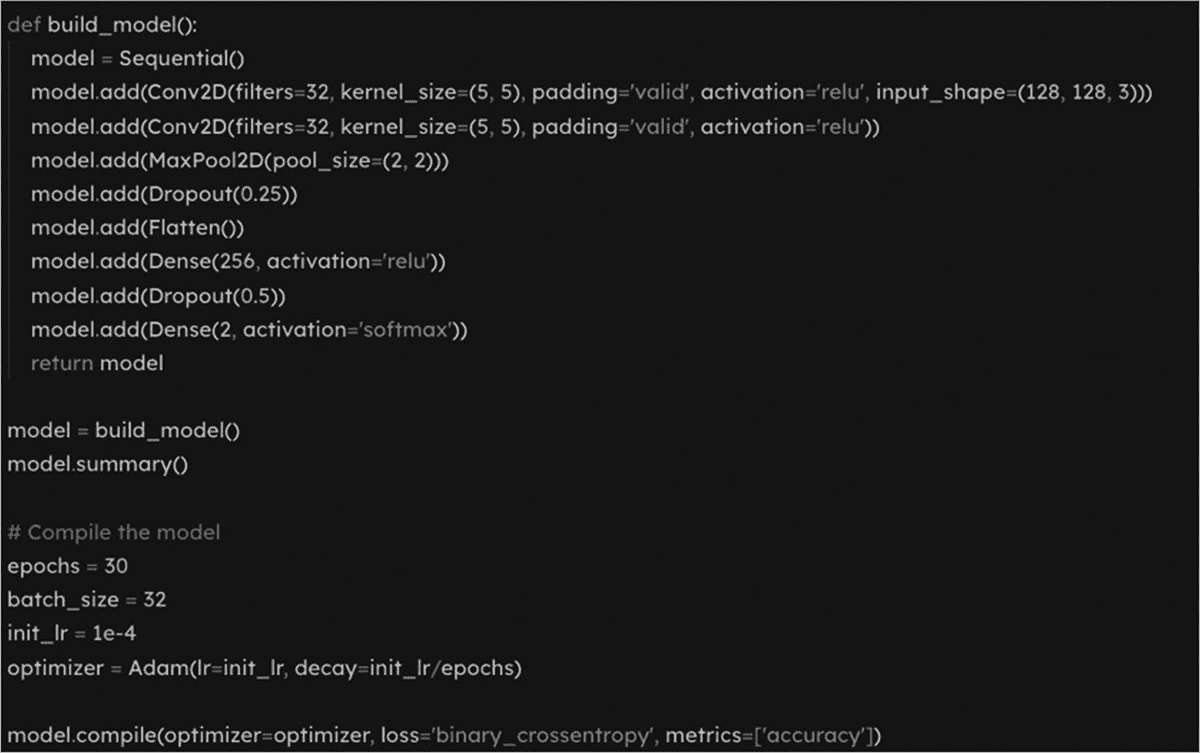 def build_model():
model = Sequential()
model.add(Conv2D(filters=32, kernel_size=(5, 5), padding='valid', activation='relu', input_shape=(128, 128, 3)))
model.add(Conv2D(filters=32, kernel_size=(5, 5), padding='valid', activation='relu'))
model.add(MaxPool2D(pool_size=(2, 2)))
model.add(Dropout(0.25))
model.add(Flatten())
model.add(Dense(256, activation='relu'))
model.add(Dropout(0.5))
model.add(Dense(2, activation='softmax'))
return model
model = build_model()
model.summary()
# Compile the model
epochs = 30
batch_size = 32
init_lr = 1e-4
optimizer = Adam(lr=init_lr, decay=init_lr/epochs)
model.compile(optimizer=optimizer, loss='binary_crossentropy', metrics=['accuracy'])